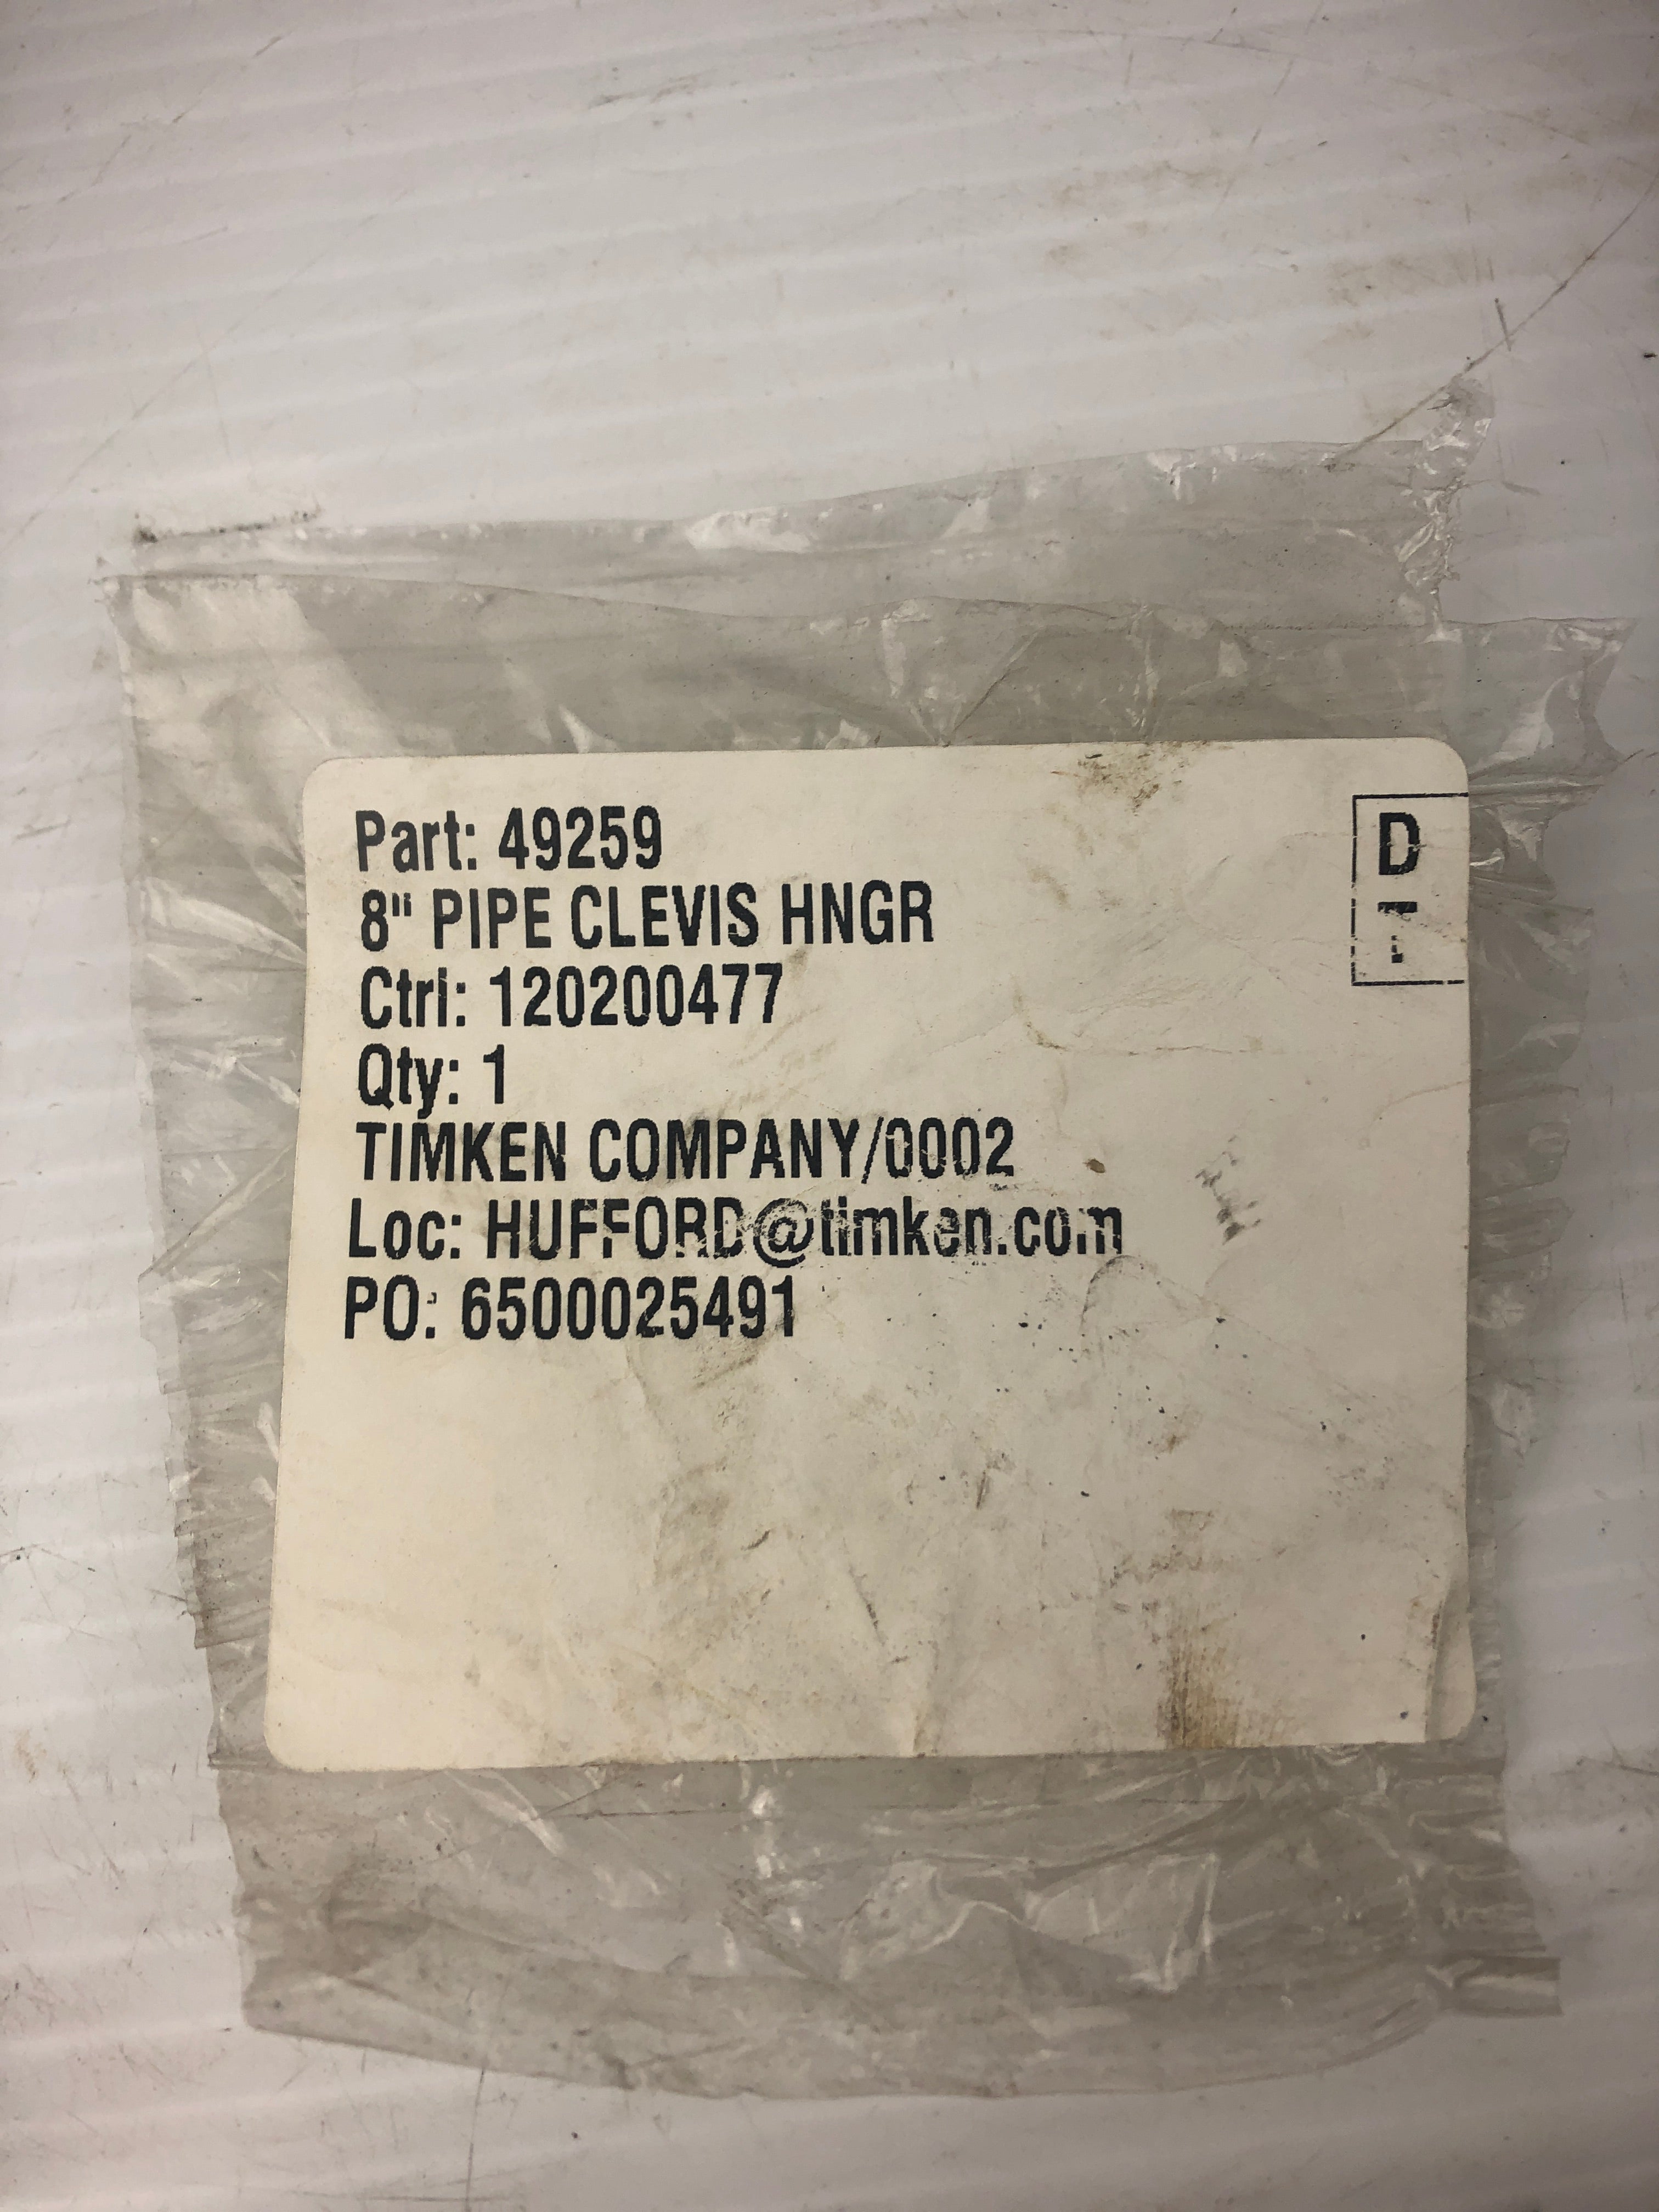 Part: 49259
8" PIPE CLEVIS HNGR
Ctrl: 120200477
Qty: 1
TIMKEN COMPANY/0002
Loc: HUFFORD@timken.com
PO: 6500025491
D
T